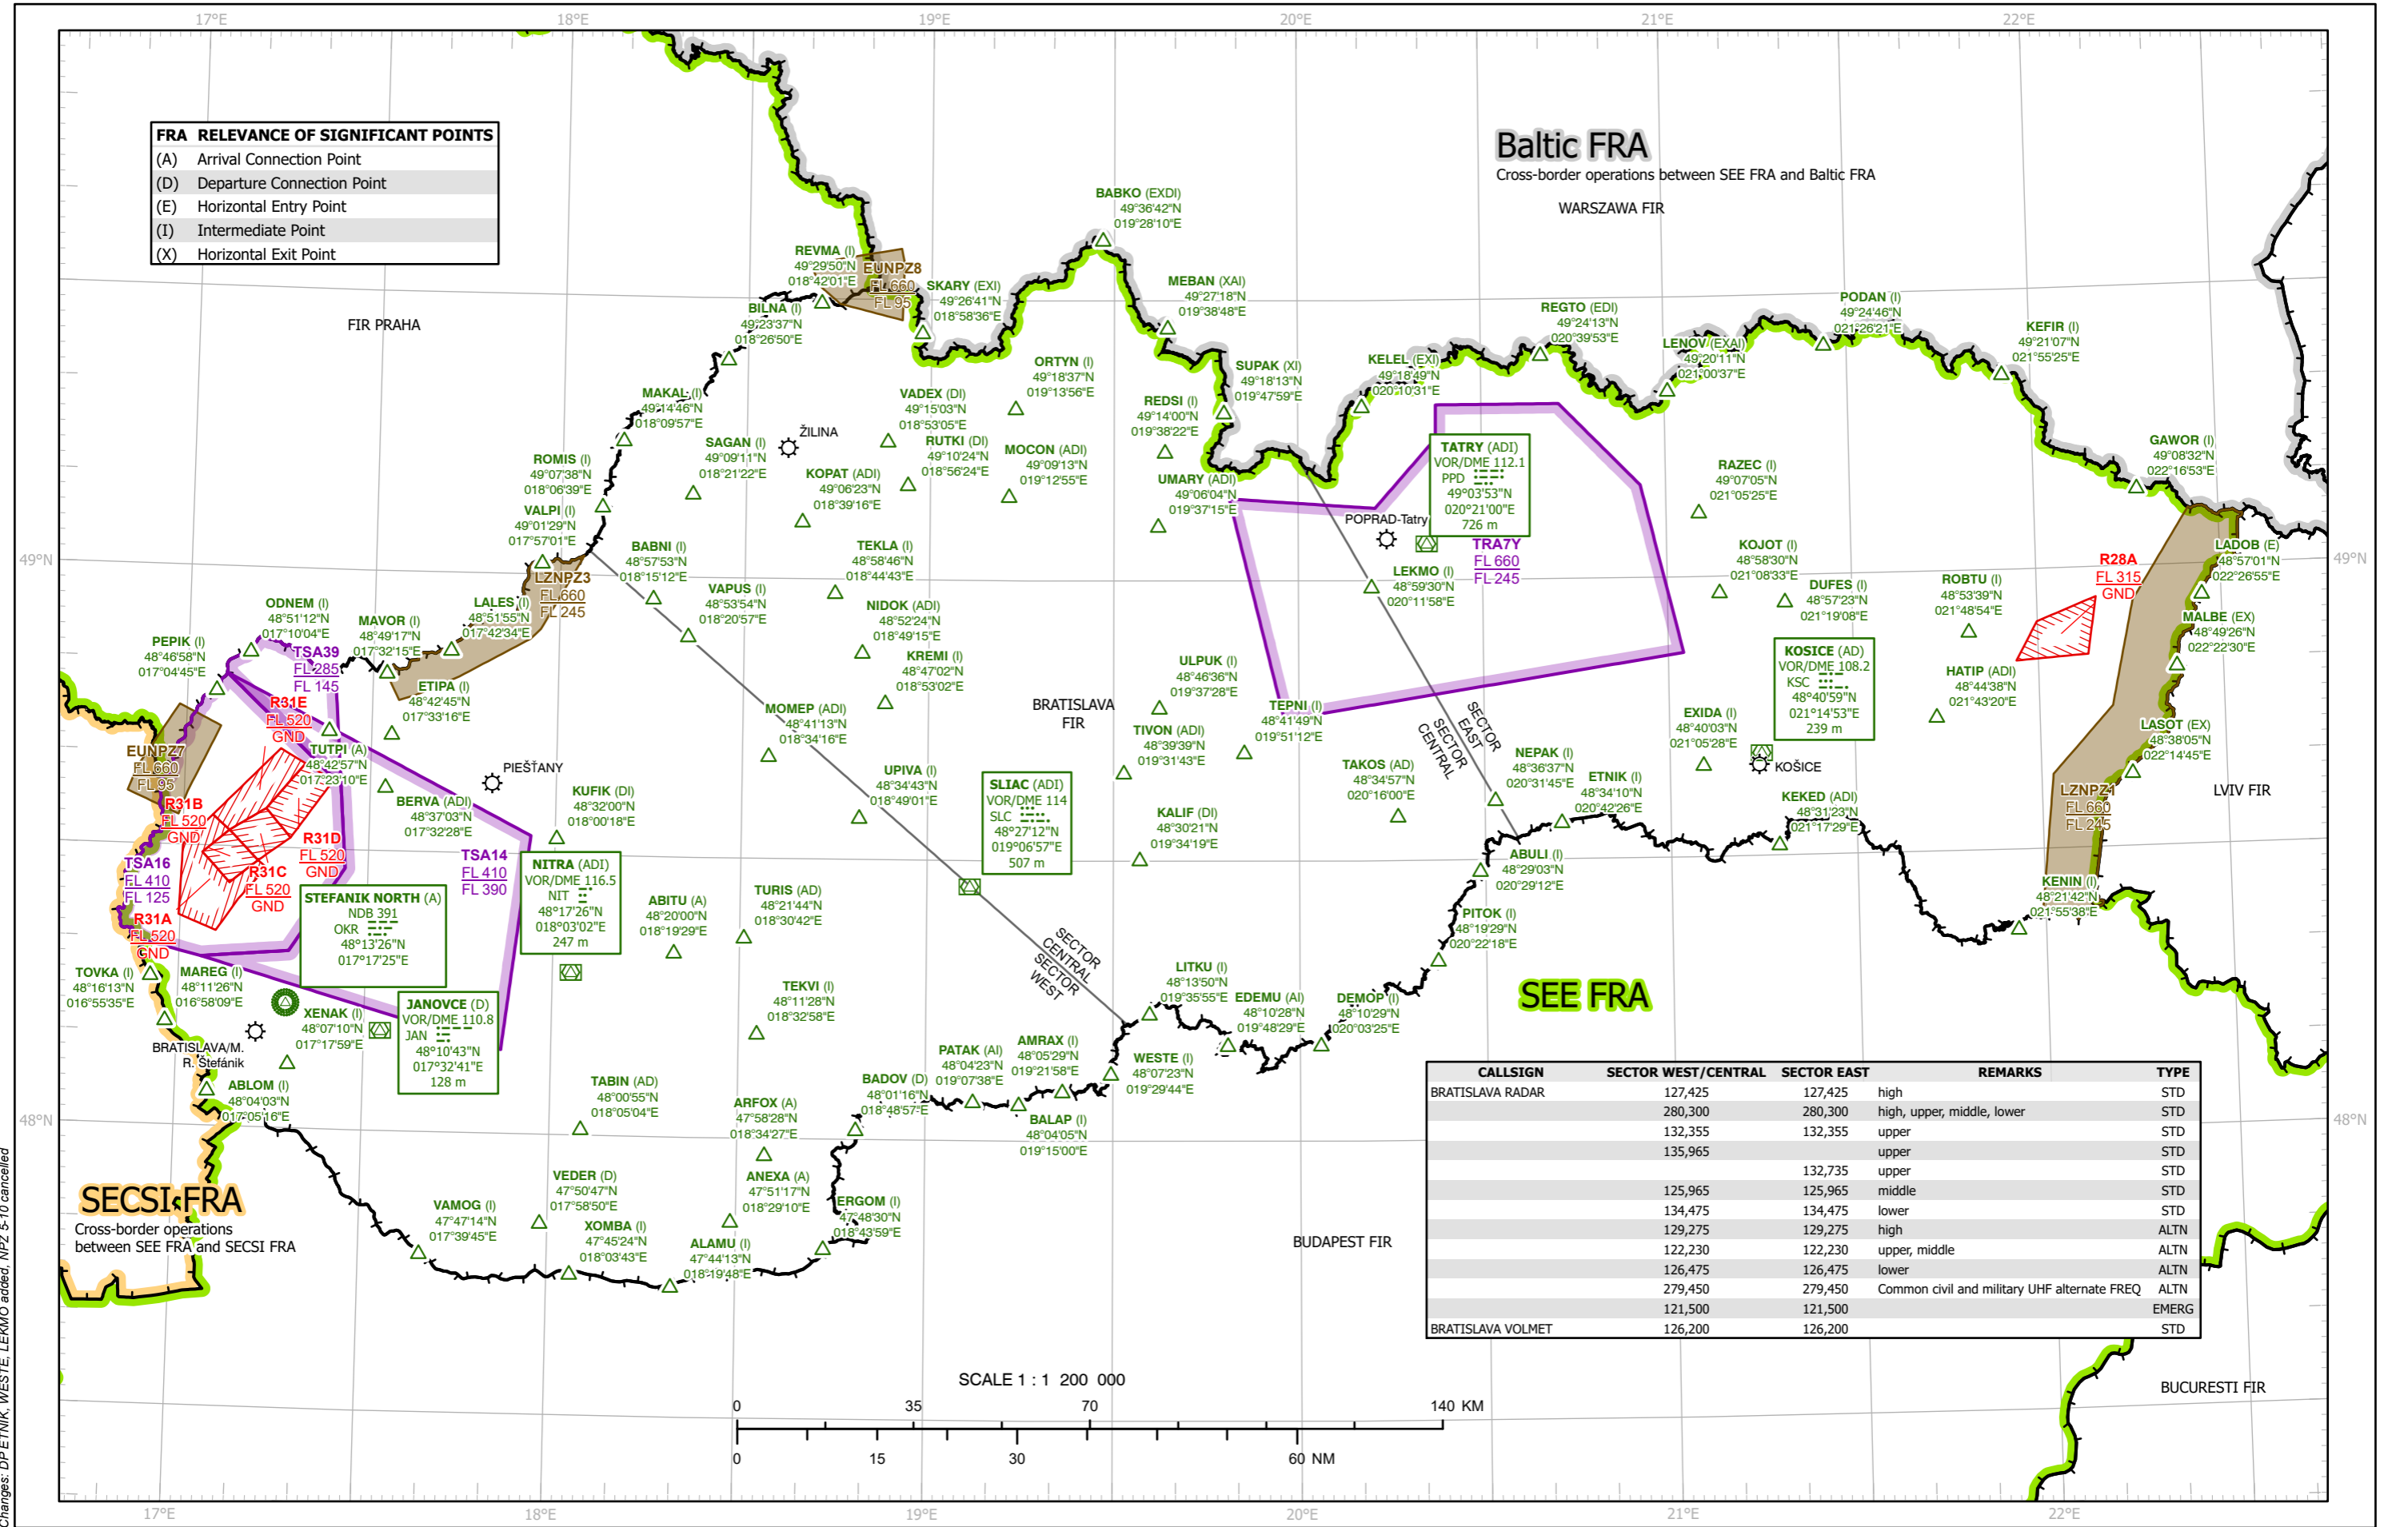 17°E
18°E
19°E
20°E
21°E
22°E
FRA RELEVANCE OF SIGNIFICANT POINTS
(A) Arrival Connection Point
(D) Departure Connection Point
(E) Horizontal Entry Point
(I) Intermediate Point
(X) Horizontal Exit Point
Baltic FRA
Cross-border operations between SEE FRA and Baltic FRA
WARSZAWA FIR
FIR PRAHA
BABKO (EXDI)
49°36'42"N
019°28'10"E
REVMA (I)
49°29'50"N
018°42'01"E
EUNPZ8
FL 660
FL 95
SKARY (EXI)
49°26'41"N
018°58'36"E
MEBAN (XAI)
49°27'18"N
019°38'48"E
BILNA (I)
49°23'37"N
018°26'50"E
REGTO (EDI)
49°24'13"N
020°39'53"E
PODAN (I)
49°24'46"N
021°26'21"E
KEFIR (I)
49°21'07"N
021°55'25"E
LENOV (EXAI)
49°20'11"N
021°00'37"E
KELEL (EXI)
49°18'49"N
020°10'31"E
SUPAK (XI)
49°18'13"N
019°47'59"E
ORTYN (I)
49°18'37"N
019°13'56"E
MAKAL (I)
49°14'46"N
018°09'57"E
VADEX (DI)
49°15'03"N
018°53'05"E
REDSI (I)
49°14'00"N
019°38'22"E
ŽILINA
SAGAN (I)
49°09'11"N
018°21'22"E
RUTKI (DI)
49°10'24"N
018°56'24"E
MOCON (ADI)
49°09'13"N
019°12'55"E
TATRY (ADI)
VOR/DME 112.1
PPD
49°03'53"N
020°21'00"E
726 m
GAWOR (I)
49°08'32"N
022°16'53"E
ROMIS (I)
49°07'38"N
018°06'39"E
KOPAT (ADI)
49°06'23"N
018°39'16"E
UMARY (ADI)
49°06'04"N
019°37'15"E
RAZEC (I)
49°07'05"N
021°05'25"E
VALPI (I)
49°01'29"N
017°57'01"E
POPRAD-Tatry
TRA7Y
FL 660
FL 245
49°N
49°N
BABNI (I)
48°57'53"N
018°15'12"E
TEKLA (I)
48°58'46"N
018°44'43"E
KOJOT (I)
48°58'30"N
021°08'33"E
LADOB (E)
48°57'01"N
022°26'55"E
R28A
FL 315
GND
LZNPZ3
FL 660
FL 245
LEKMO (I)
48°59'30"N
020°11'58"E
DUFES (I)
48°57'23"N
021°19'08"E
ROBTU (I)
48°53'39"N
021°48'54"E
VAPUS (I)
48°53'54"N
018°20'57"E
NIDOK (ADI)
48°52'24"N
018°49'15"E
ODNEM (I)
48°51'12"N
017°10'04"E
LALES (I)
48°51'55"N
017°42'34"E
MAVOR (I)
48°49'17"N
017°32'15"E
MALBE (EX)
48°49'26"N
022°22'30"E
PEPIK (I)
48°46'58"N
017°04'45"E
TSA39
FL 285
FL 145
KREMI (I)
48°47'02"N
018°53'02"E
ULPUK (I)
48°46'36"N
019°37'28"E
KOSICE (AD)
VOR/DME 108.2
KSC
48°40'59"N
021°14'53"E
239 m
HATIP (ADI)
48°44'38"N
021°43'20"E
ETIPA (I)
48°42'45"N
017°33'16"E
R31E
FL 520
GND
MOMEP (ADI)
48°41'13"N
018°34'16"E
BRATISLAVA
FIR
TEPNI (I)
48°41'49"N
019°51'12"E
SECTOR
EAST
SECTOR
CENTRAL
EXIDA (I)
48°40'03"N
021°05'28"E
LASOT (EX)
48°38'05"N
022°14'45"E
EUNPZ7
FL 660
FL 95
TUTPI (A)
48°42'57"N
017°23'10"E
TIVON (ADI)
48°39'39"N
019°31'43"E
NEPAK (I)
48°36'37"N
020°31'45"E
KOŠICE
PIEŠŤANY
UPIVA (I)
48°34'43"N
018°49'01"E
TAKOS (AD)
48°34'57"N
020°16'00"E
ETNIK (I)
48°34'10"N
020°42'26"E
LVIV FIR
LZNPZ1
FL 660
FL 245
R31B
FL 520
GND
BERVA (ADI)
48°37'03"N
017°32'28"E
KUFIK (DI)
48°32'00"N
018°00'18"E
SLIAC (ADI)
VOR/DME 114
SLC
48°27'12"N
019°06'57"E
507 m
KALIF (DI)
48°30'21"N
019°34'19"E
KEKED (ADI)
48°31'23"N
021°17'29"E
R31D
FL 520
GND
TSA16
FL 410
FL 125
R31C
FL 520
GND
TSA14
FL 410
FL 390
NITRA (ADI)
VOR/DME 116.5
NIT
48°17'26"N
018°03'02"E
247 m
ABULI (I)
48°29'03"N
020°29'12"E
KENIN (I)
48°21'42"N
021°55'38"E
R31A
FL 520
GND
STEFANIK NORTH (A)
NDB 391
OKR
48°13'26"N
017°17'25"E
ABITU (A)
48°20'00"N
018°19'29"E
TURIS (AD)
48°21'44"N
018°30'42"E
PITOK (I)
48°19'29"N
020°22'18"E
SECTOR
CENTRAL
SECTOR
WEST
TOVKA (I)
48°16'13"N
016°55'35"E
MAREG (I)
48°11'26"N
016°58'09"E
LITKU (I)
48°13'50"N
019°35'55"E
TEKVI (I)
48°11'28"N
018°32'58"E
SEE FRA
EDEMU (AI)
48°10'28"N
019°48'29"E
DEMOP (I)
48°10'29"N
020°03'25"E
JANOVCE (D)
VOR/DME 110.8
JAN
48°10'43"N
017°32'41"E
128 m
XENAK (I)
48°07'10"N
017°17'59"E
BRATISLAVA/M.
R. Štefánik
PATAK (AI)
48°04'23"N
019°07'38"E
AMRAX (I)
48°05'29"N
019°21'58"E
WESTE (I)
48°07'23"N
019°29'44"E
ABLOM (I)
48°04'03"N
017°05'16"E
TABIN (AD)
48°00'55"N
018°05'04"E
BADOV (D)
48°01'16"N
018°48'57"E
ARFOX (A)
47°58'28"N
018°34'27"E
BALAP (I)
48°04'05"N
019°15'00"E
48°N
48°N
CALLSIGN SECTOR WEST/CENTRAL SECTOR EAST REMARKS TYPE
BRATISLAVA RADAR 127,425 127,425 high STD
280,300 280,300 high, upper, middle, lower STD
132,355 132,355 upper STD
135,965 upper STD
132,735 upper STD
125,965 125,965 middle STD
134,475 134,475 lower STD
129,275 129,275 high ALTN
122,230 122,230 upper, middle ALTN
126,475 126,475 lower ALTN
279,450 279,450 Common civil and military UHF alternate FREQ ALTN
121,500 121,500 EMERG
BRATISLAVA VOLMET 126,200 126,200 STD
SECSI FRA
Cross-border operations
between SEE FRA and SECSI FRA
VEDER (D)
47°50'47"N
017°58'50"E
ANEXA (A)
47°51'17"N
018°29'10"E
ERGOM (I)
47°48'30"N
018°43'59"E
VAMOG (I)
47°47'14"N
017°39'45"E
XOMBA (I)
47°45'24"N
018°03'43"E
ALAMU (I)
47°44'13"N
018°19'48"E
BUDAPEST FIR
BUCURESTI FIR
SCALE 1 : 1 200 000
0 35 70 140 KM
0 15 30 60 NM
17°E
18°E
19°E
20°E
21°E
22°E
Changes: DP ETNIK, WESTE, LEKMO added, NPZ 5-10 cancelled